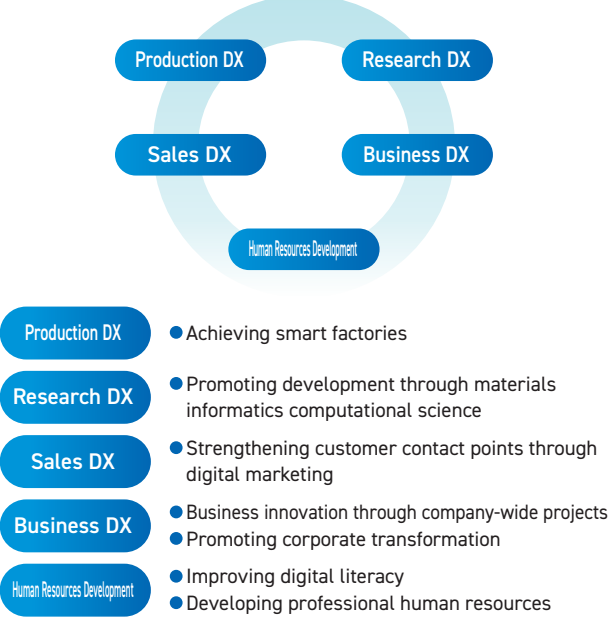 Production DX
Research DX
Sales DX
Business DX
Human Resources Development
Production DX
● Achieving smart factories
Research DX
● Promoting development through materials
informatics computational science
Sales DX
● Strengthening customer contact points through
digital marketing
Business DX
● Business innovation through company-wide projects
● Promoting corporate transformation
Human Resources Development
● Improving digital literacy
● Developing professional human resources